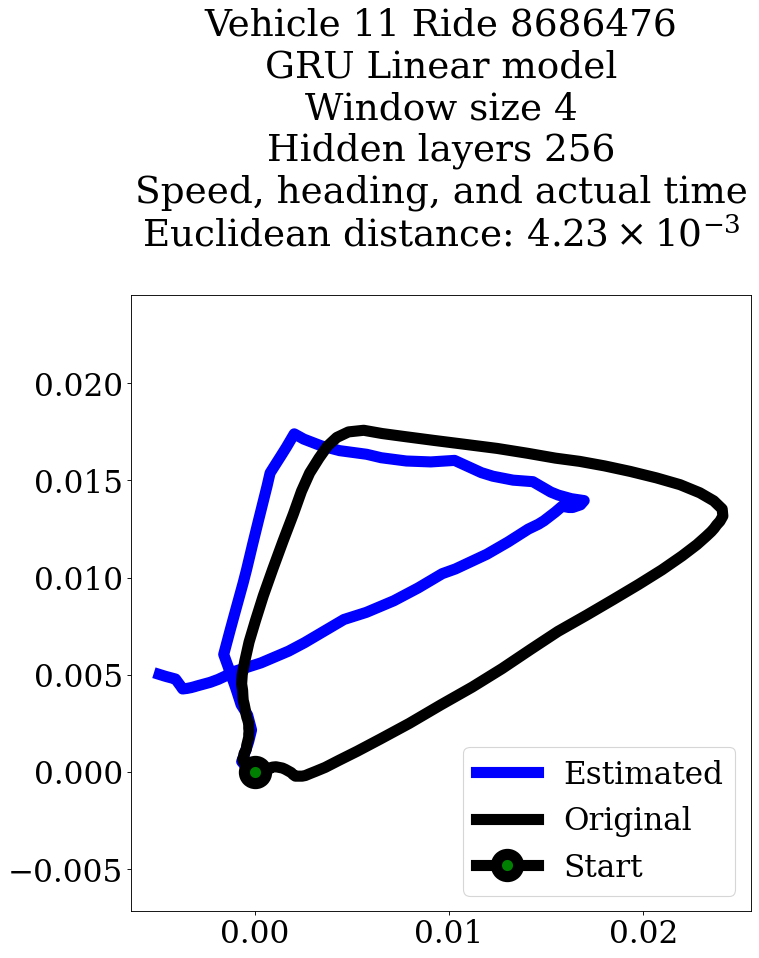 Vehicle 11 Ride 8686476
GRU Linear model
Window size 4
Hidden layers 256
Speed, heading, and actual time
Euclidean distance: 4.23 × 10⁻³
0.020
0.015
0.010
0.005
0.000
−0.005
0.00 0.01 0.02
Estimated
Original
Start